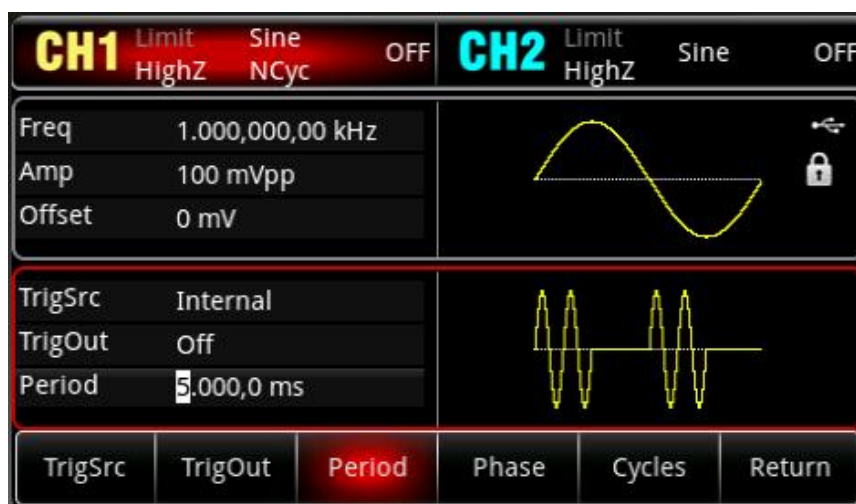 CH1 Limit Sine OFF CH2 Limit Sine OFF
HighZ NCyc HighZ
Freq 1.000,000,00 kHz
Amp 100 mVpp
Offset 0 mV
TrigSrc Internal
TrigOut Off
Period 5.000,0 ms
TrigSrc TrigOut Period Phase Cycles Return